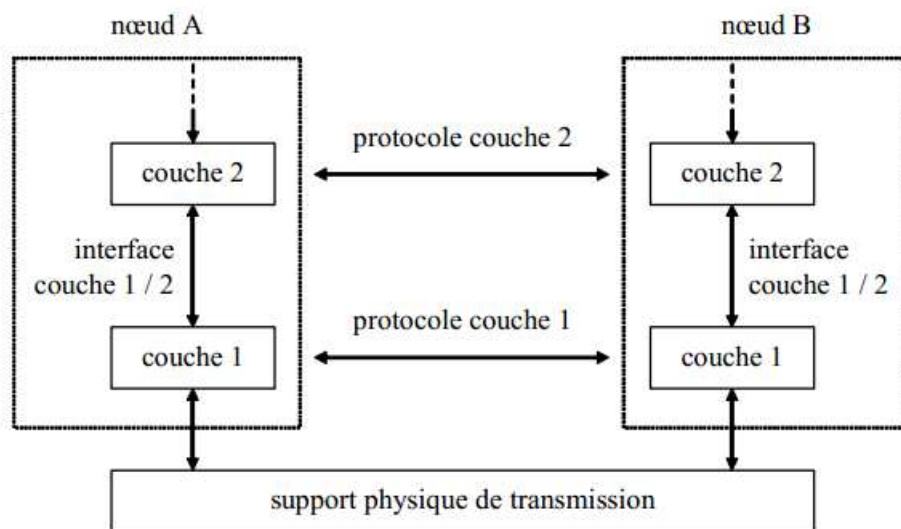 nœud A
nœud B
protocole couche 2
couche 2
couche 2
interface
couche 1 / 2
interface
couche 1 / 2
protocole couche 1
couche 1
couche 1
support physique de transmission